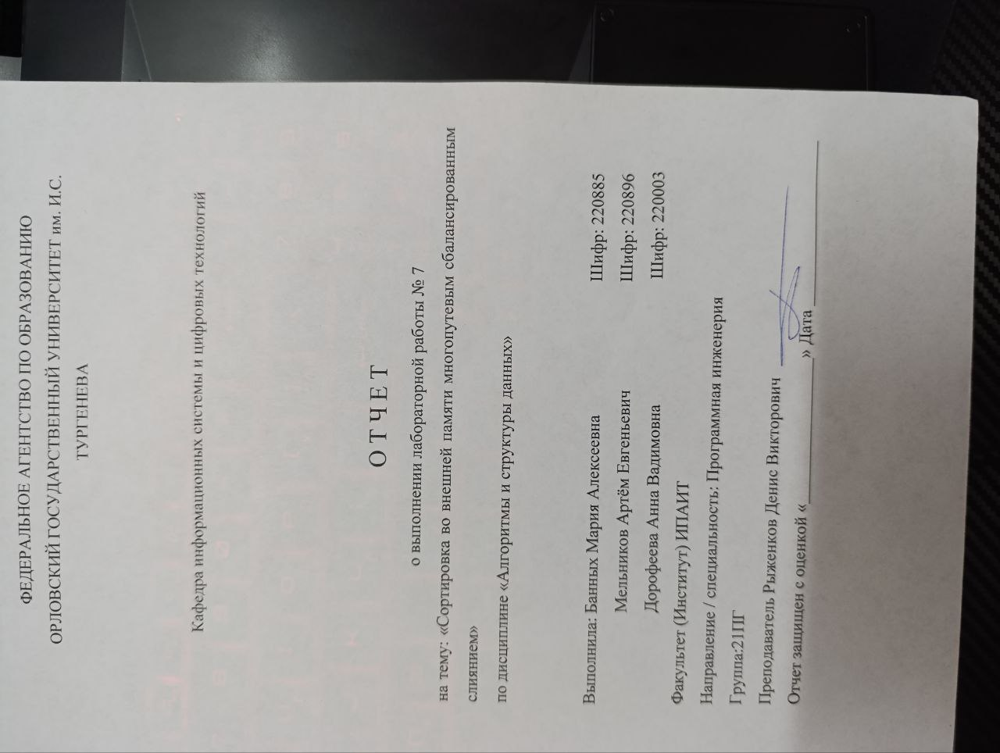 ФЕДЕРАЛЬНОЕ АГЕНТСТВО ПО ОБРАЗОВАНИЮ
ОРЛОВСКИЙ ГОСУДАРСТВЕННЫЙ УНИВЕРСИТЕТ им. И.С.
ТУРГЕНЕВА
Кафедра информационных системы и цифровых технологий
О Т Ч Е Т
о выполнении лабораторной работы № 7
на тему: «Сортировка во внешней памяти многопутевым сбалансированным
слиянием»
по дисциплине «Алгоритмы и структуры данных»
Выполнила: Банных Мария Алексеевна Шифр: 220885
Мельников Артём Евгеньевич Шифр: 220896
Дорофеева Анна Вадимовна Шифр: 220003
Факультет (Институт) ИПАИТ
Направление / специальность: Программная инженерия
Группа:21ПГ
Преподаватель Рыженков Денис Викторович
Отчет защищен с оценкой «____________________» Дата ____________________